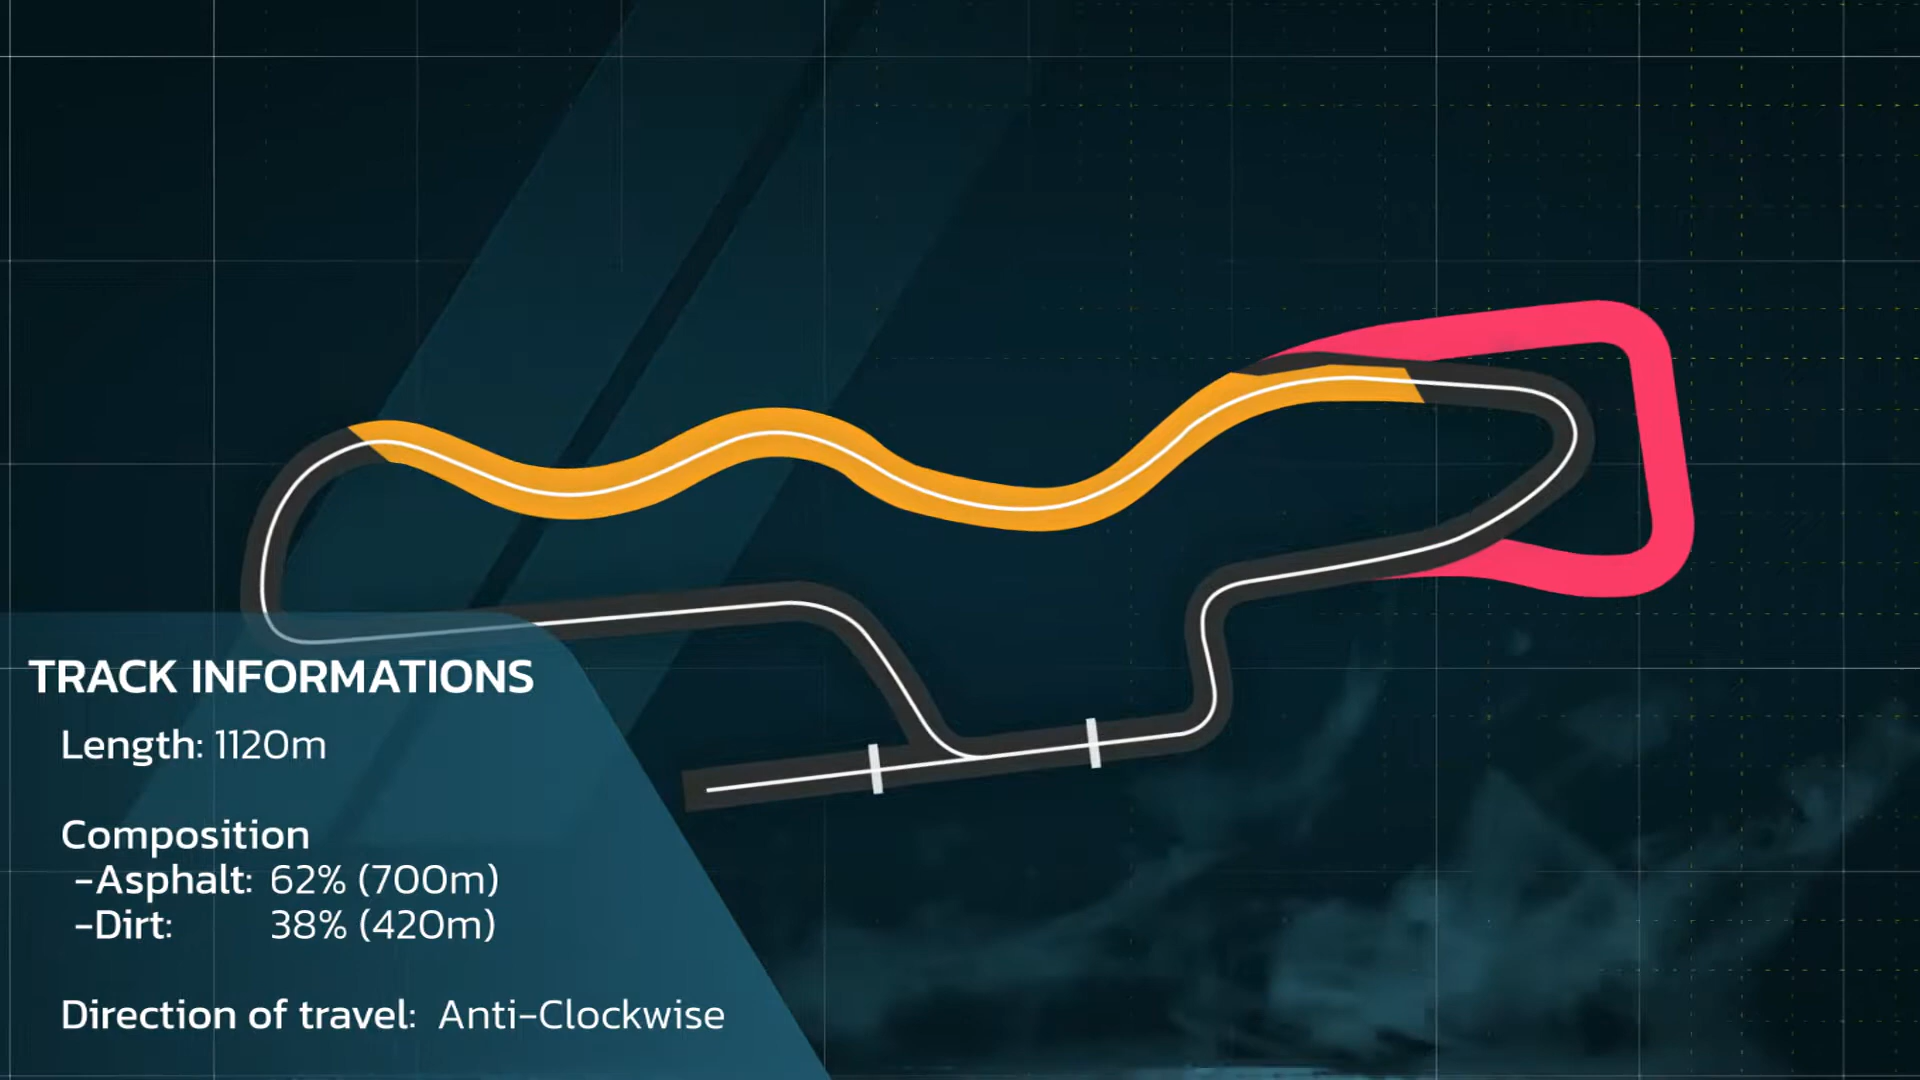 TRACK INFORMATIONS
Length: 1120m
Composition
-Asphalt: 62% (700m)
-Dirt: 38% (420m)
Direction of travel: Anti-Clockwise